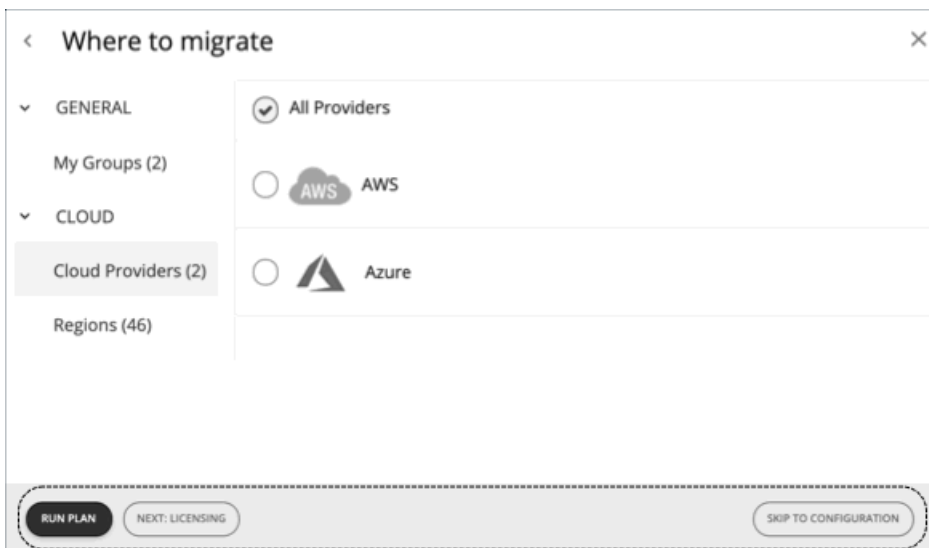 Where to migrate
GENERAL
All Providers
My Groups (2)
AWS AWS
CLOUD
Cloud Providers (2)
Azure
Regions (46)
RUN PLAN
NEXT: LICENSING
SKIP TO CONFIGURATION